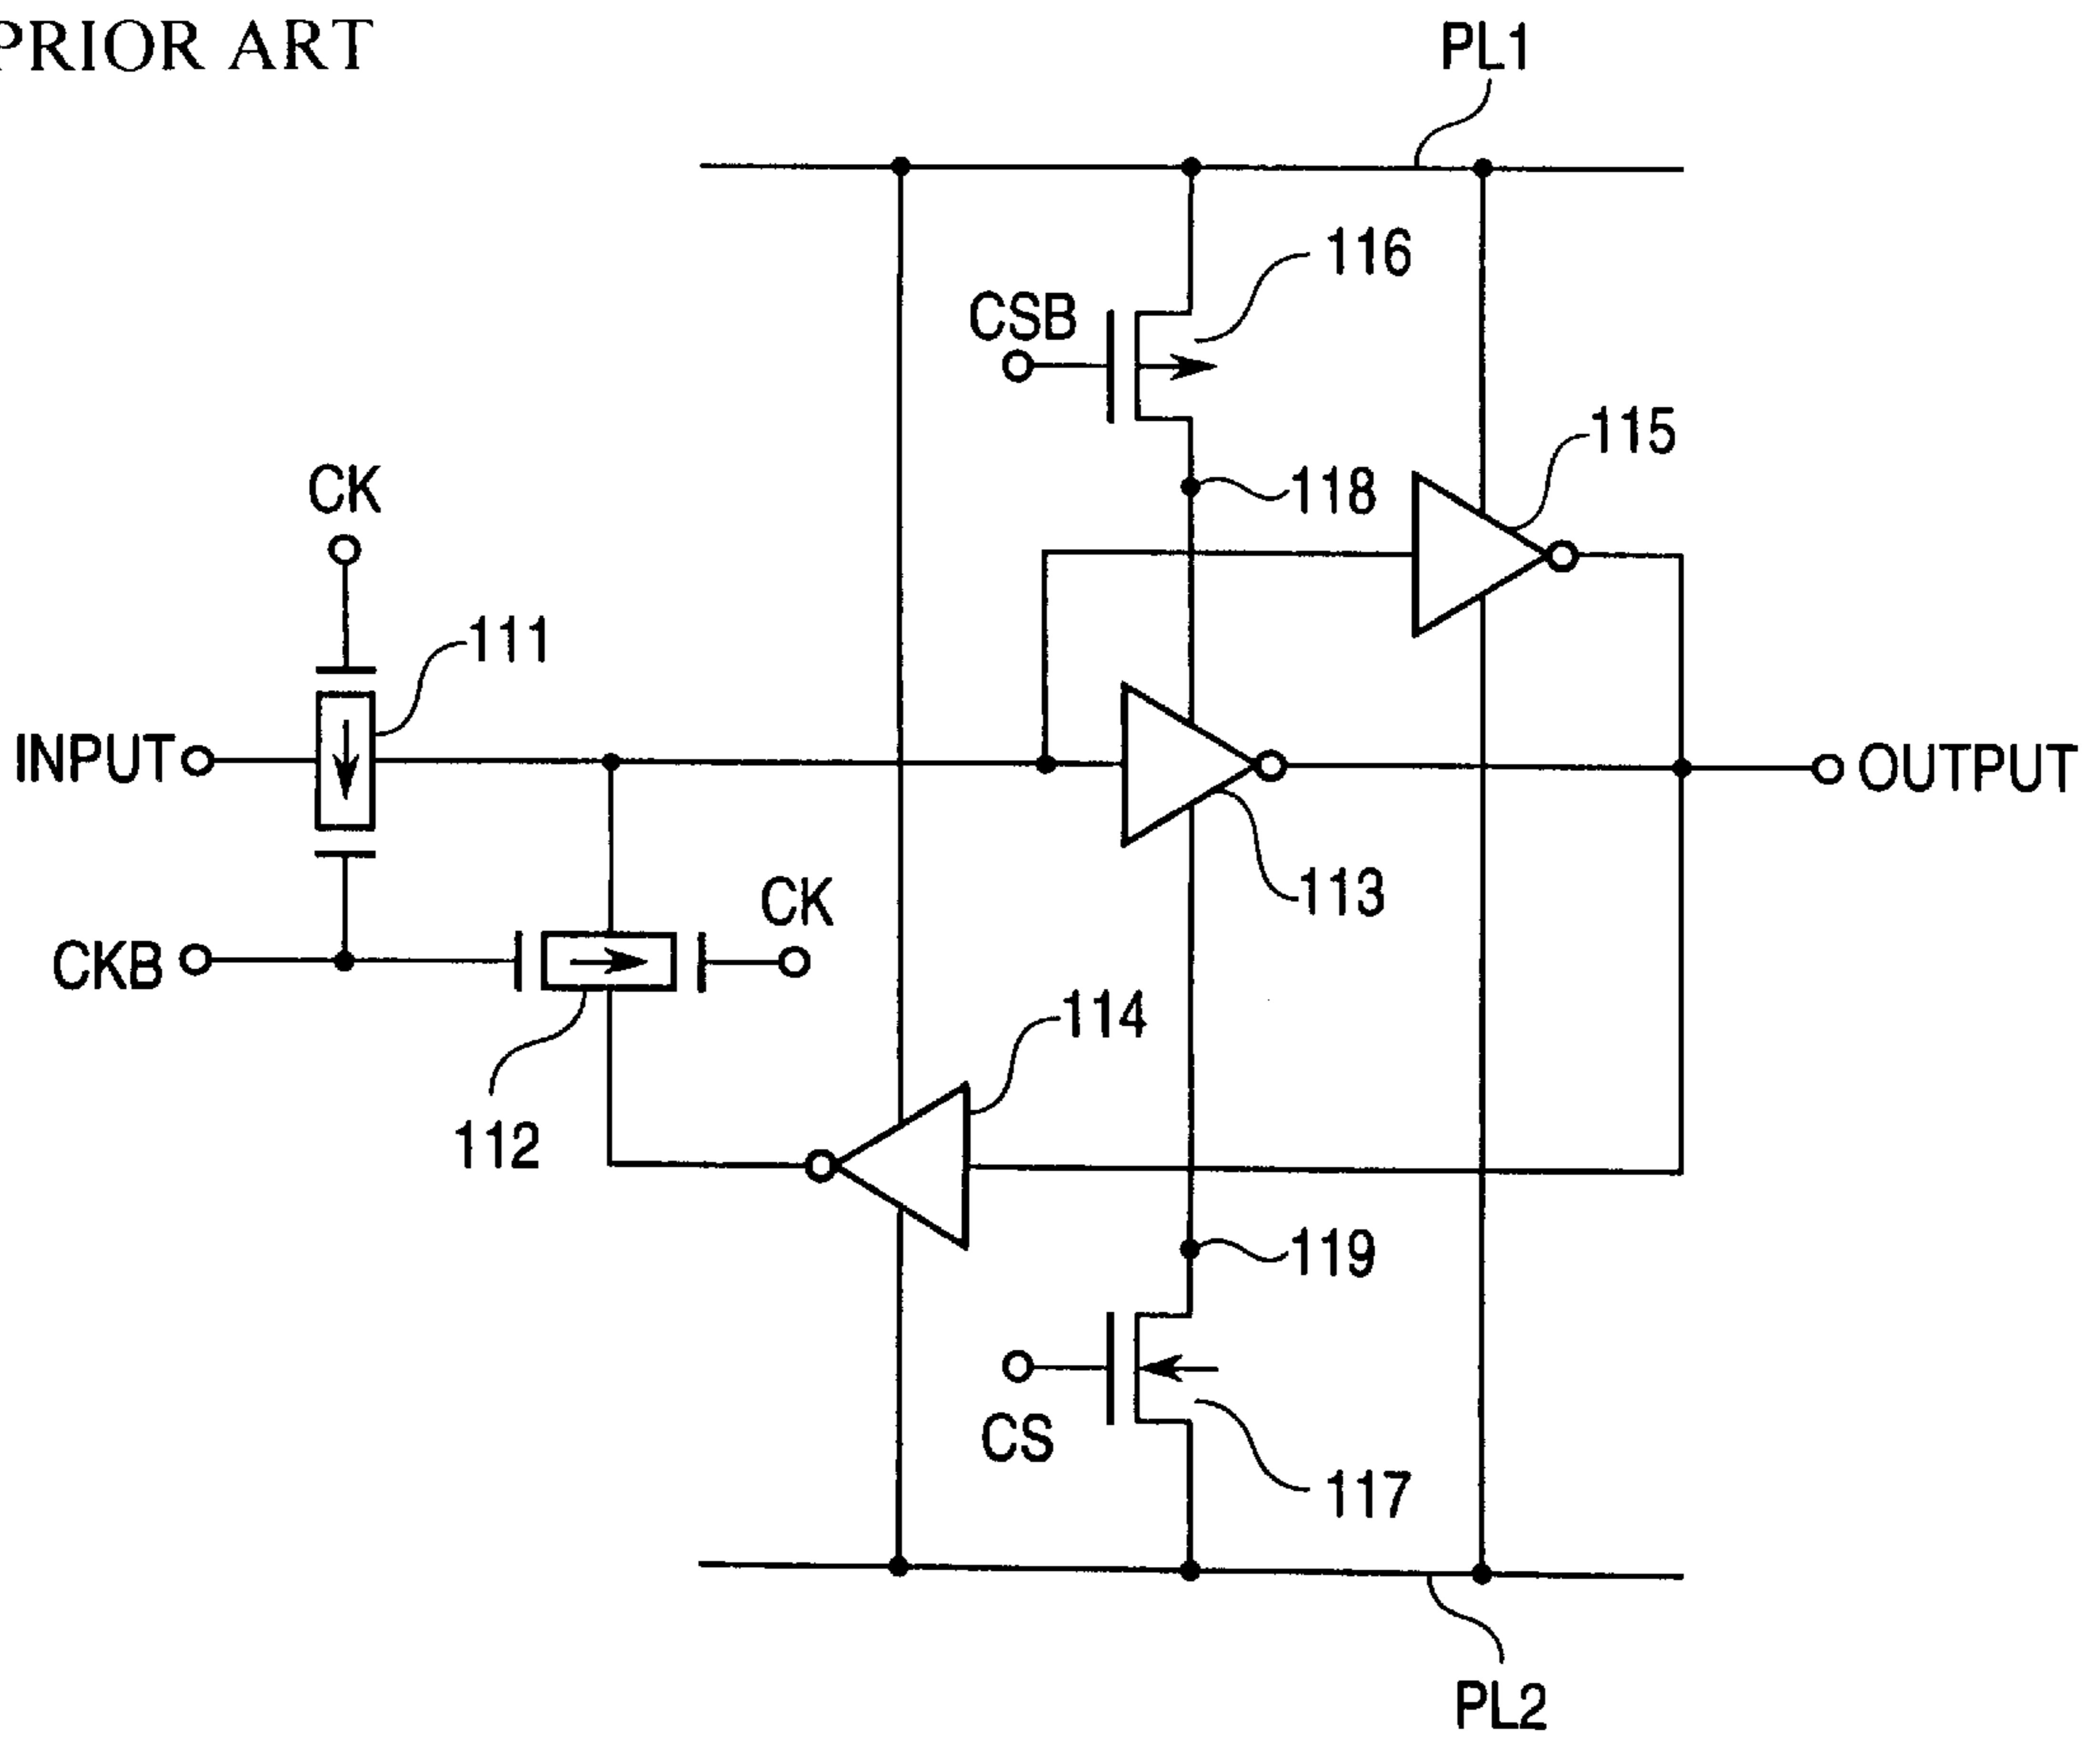 PRIOR ART
PL1
116
CSB
115
118
CK
111
INPUT
OUTPUT
113
CK
CKB
114
112
119
CS
117
PL2